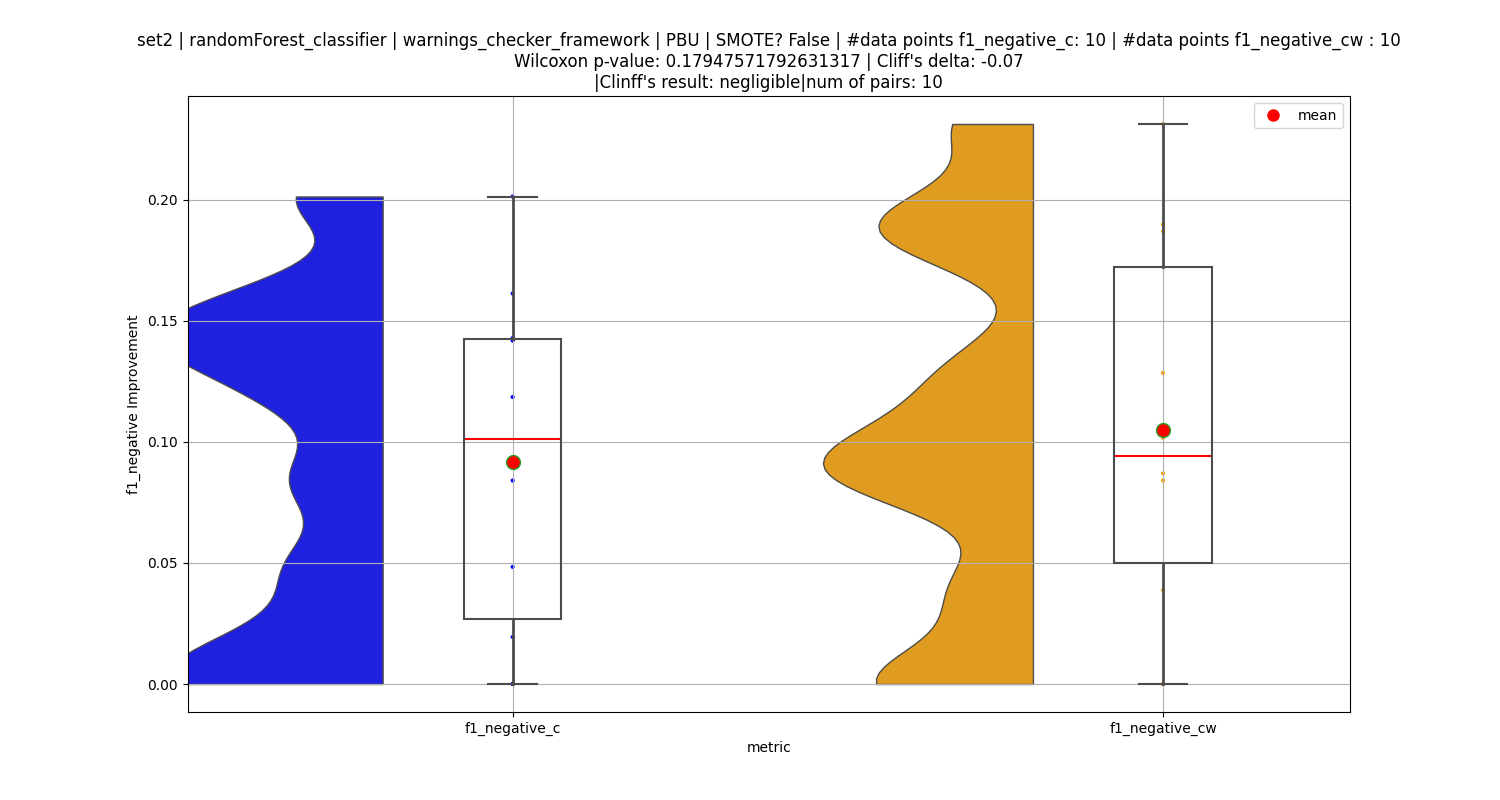 set2 | randomForest_classifier | warnings_checker_framework | PBU | SMOTE? False | #data points f1_negative_c: 10 | #data points f1_negative_cw : 10
Wilcoxon p-value: 0.17947571792631317 | Cliff's delta: -0.07
|Clinff's result: negligible|num of pairs: 10
mean
0.20
0.15
0.10
0.05
0.00
f1_negative Improvement
f1_negative_c
f1_negative_cw
metric